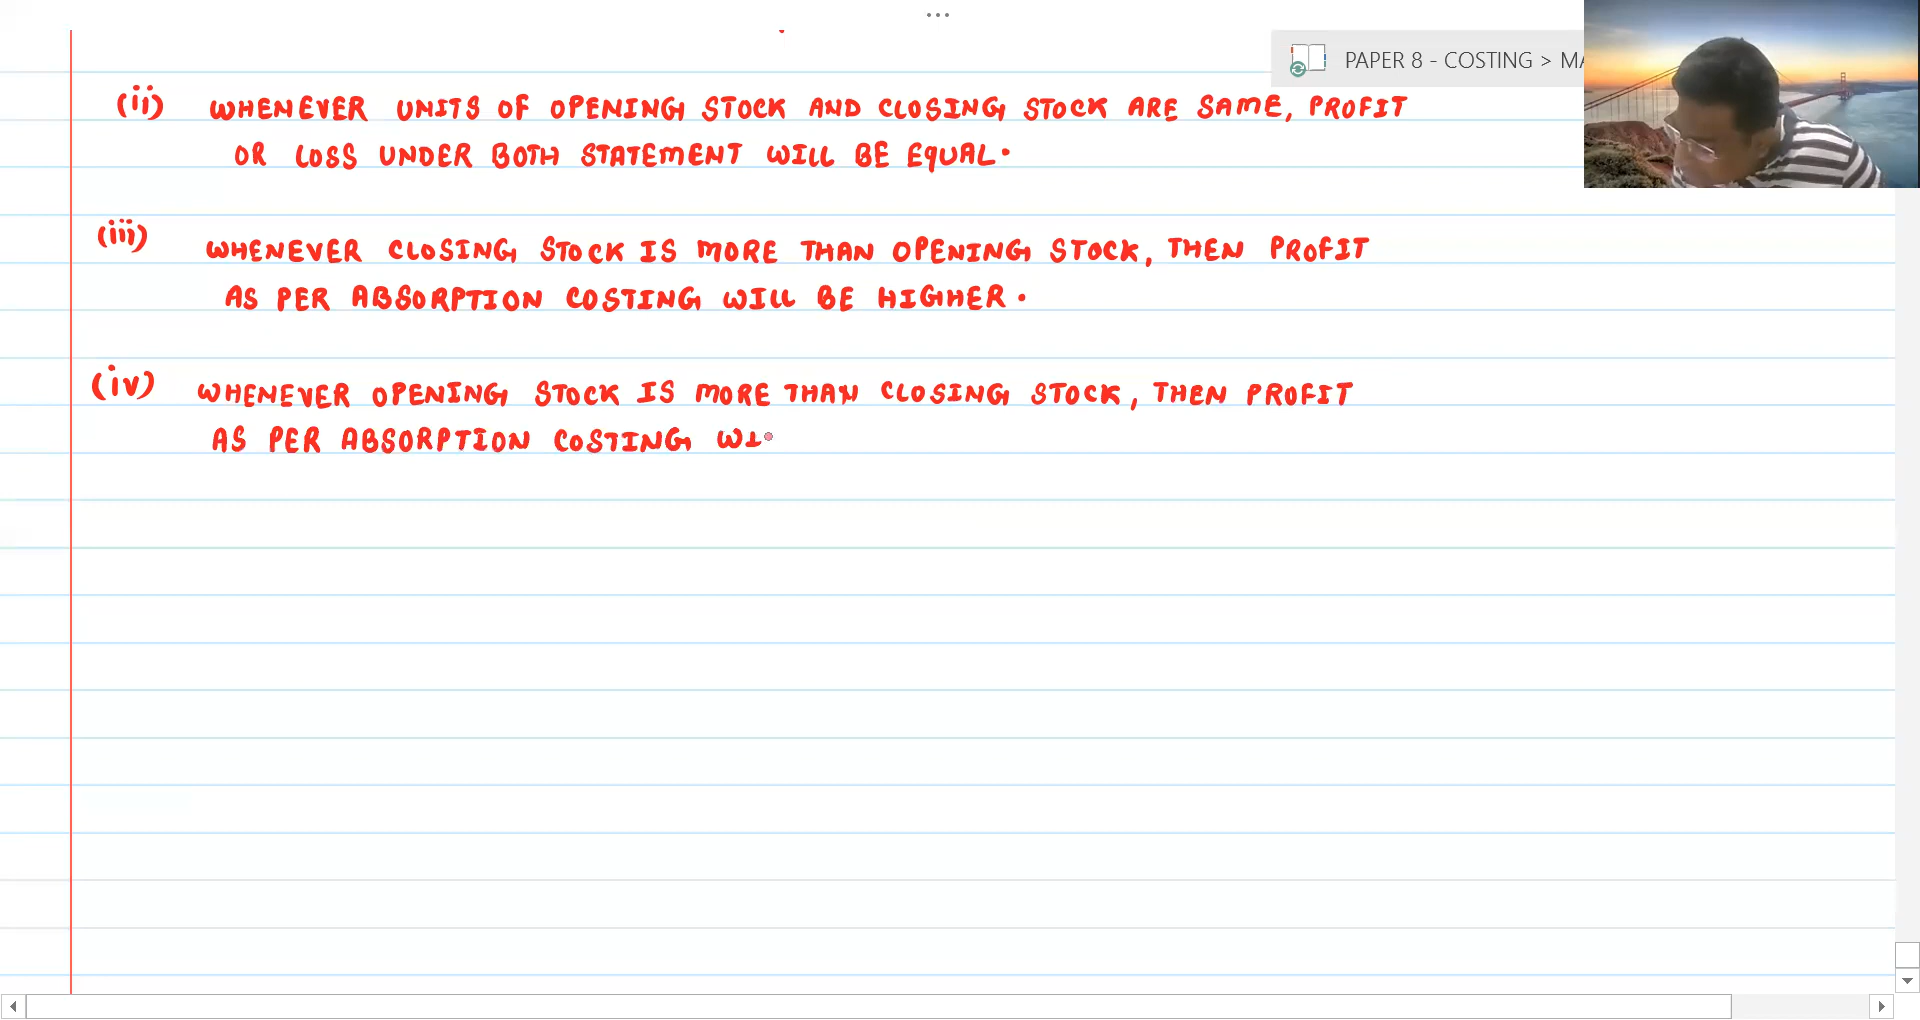 ...
PAPER 8 - COSTING > MA
(ii) WHENEVER UNITS OF OPENING STOCK AND CLOSING STOCK ARE SAME, PROFIT
OR LOSS UNDER BOTH STATEMENT WILL BE EQUAL.
(iii) WHENEVER CLOSING STOCK IS MORE THAN OPENING STOCK, THEN PROFIT
AS PER ABSORPTION COSTING WILL BE HIGHER.
(iv) WHENEVER OPENING STOCK IS MORE THAN CLOSING STOCK, THEN PROFIT
AS PER ABSORPTION COSTING WI